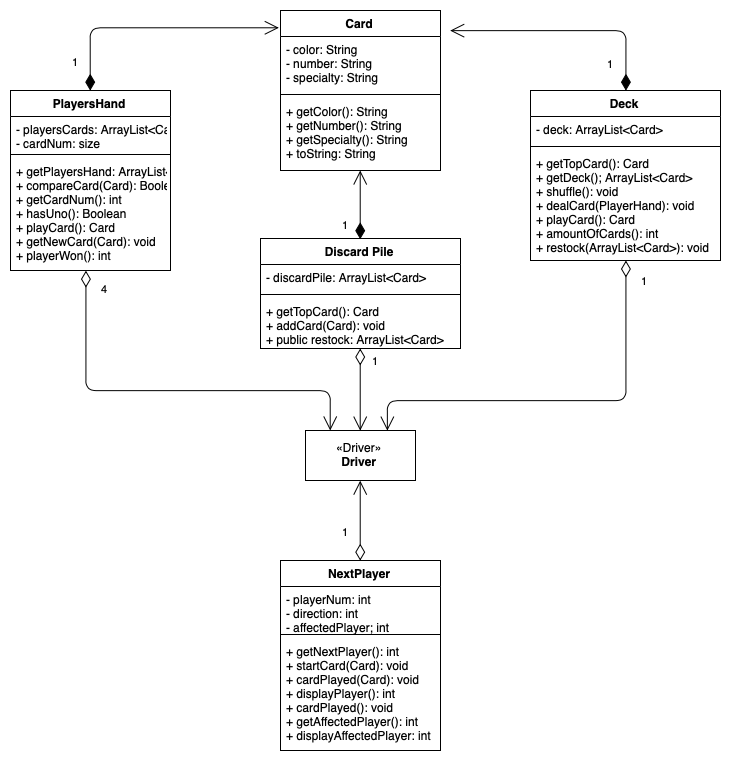 Card
- color: String
- number: String
- specialty: String
+ getColor(): String
+ getNumber(): String
+ getSpecialty(): String
+ toString: String
1
PlayersHand
- playersCards: ArrayList<Ca
- cardNum: size
+ getPlayersHand: ArrayList
+ compareCard(Card): Boole
+ getCardNum(): int
+ hasUno(): Boolean
+ playCard(): Card
+ getNewCard(Card): void
+ playerWon(): int
4
1
Deck
- deck: ArrayList<Card>
+ getTopCard(): Card
+ getDeck(); ArrayList<Card>
+ shuffle(): void
+ dealCard(PlayerHand): void
+ playCard(): Card
+ amountOfCards(): int
+ restock(ArrayList<Card>): void
1
1
Discard Pile
- discardPile: ArrayList<Card>
+ getTopCard(): Card
+ addCard(Card): void
+ public restock: ArrayList<Card>
1
«Driver»
Driver
1
NextPlayer
- playerNum: int
- direction: int
- affectedPlayer; int
+ getNextPlayer(): int
+ startCard(Card): void
+ cardPlayed(Card): void
+ displayPlayer(): int
+ cardPlayed(): void
+ getAffectedPlayer(): int
+ displayAffectedPlayer: int